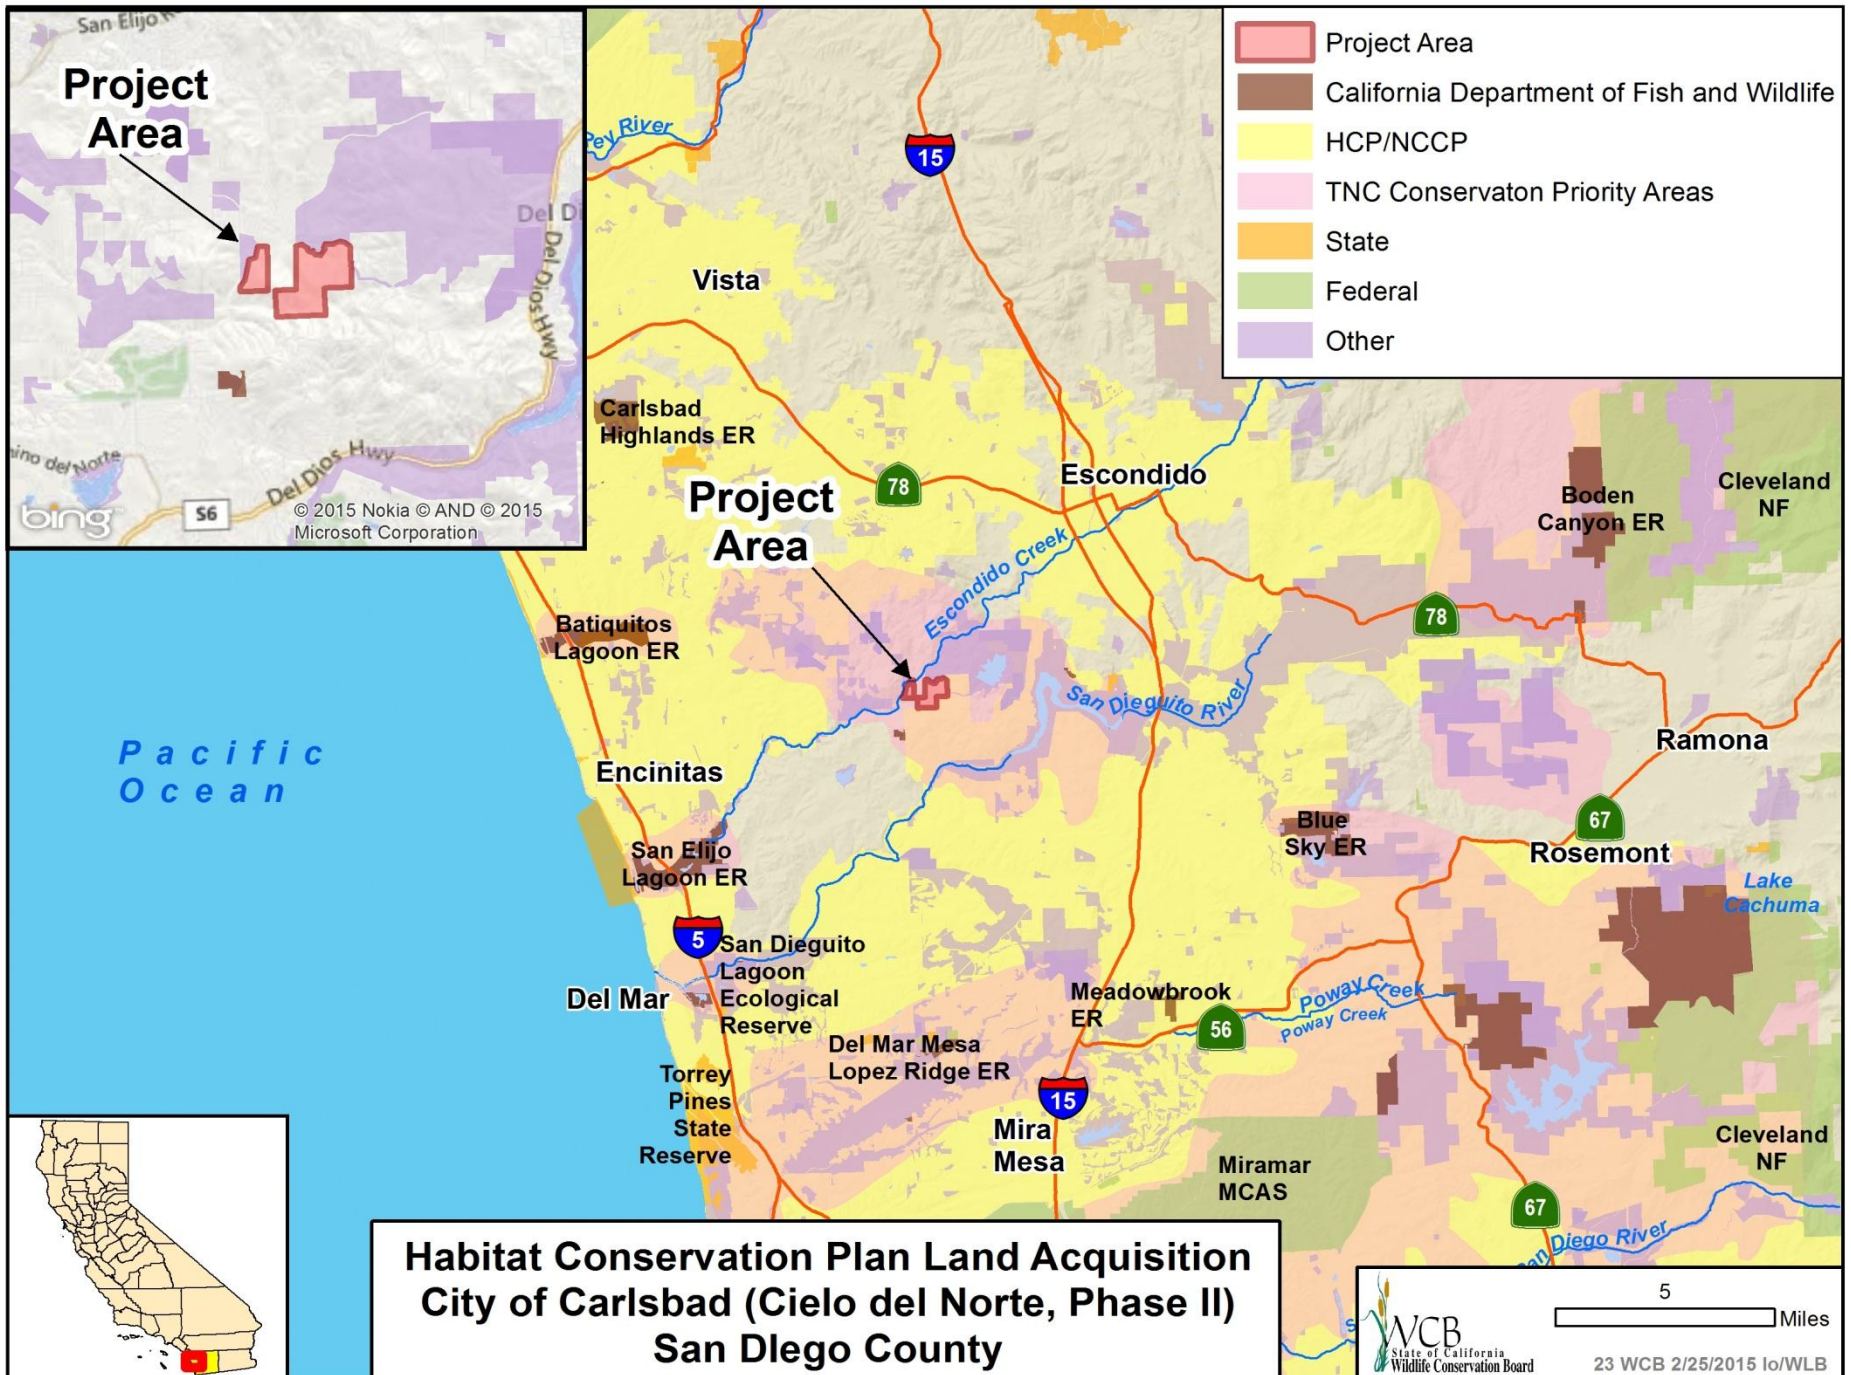 San Elijo
Project
Area
Del Di
Del Dios Hwy
Del Dios Hwy
ino del Norte
S6
bing
© 2015 Nokia © AND © 2015
Microsoft Corporation
Project Area
California Department of Fish and Wildlife
HCP/NCCP
TNC Conservaton Priority Areas
State
Federal
Other
ey River
15
Vista
Carlsbad
Highlands ER
78
Escondido
Project
Area
Escondido Creek
Boden
Canyon ER
Cleveland
NF
78
Batiquitos
Lagoon ER
San Dieguito River
Pacific
Ocean
Encinitas
Ramona
67
Rosemont
Blue
Sky ER
San Elijo
Lagoon ER
Lake
Cachuma
5
San Dieguito
Lagoon
Ecological
Reserve
Del Mar
Meadowbrook
ER
Poway Creek
Poway Creek
56
Del Mar Mesa
Lopez Ridge ER
Torrey
Pines
State
Reserve
15
Mira
Mesa
Miramar
MCAS
Cleveland
NF
67
San Diego River
Habitat Conservation Plan Land Acquisition
City of Carlsbad (Cielo del Norte, Phase II)
San DIego County
5
Miles
WCB
State of California
Wildlife Conservation Board
23 WCB 2/25/2015 lo/WLB